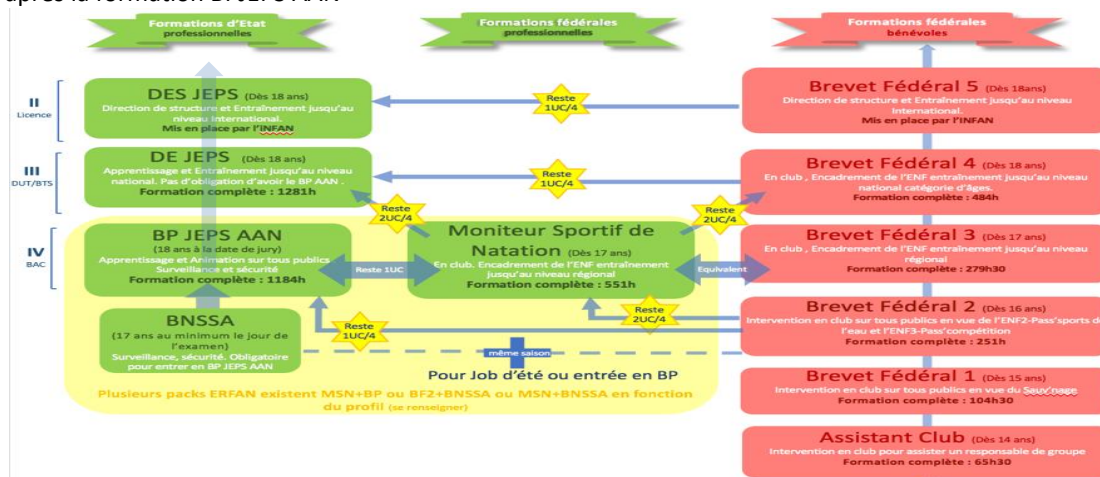 après la formation BPJEPS AAN
Formations d'Etat
professionnelles
Formations fédérales
professionnelles
Formations fédérales
bénévoles
II
Licence
DES JEPS (Dès 18 ans)
Direction de structure et Entraînement jusqu'au
niveau International.
Mis en place par l'INFAN
Reste
1UC/4
Brevet Fédéral 5 (Dès 18ans)
Direction de structure et Entraînement jusqu'au niveau
International.
Mis en place par l'INFAN
III
DUT/BTS
DE JEPS (Dès 18 ans)
Apprentissage et Entraînement jusqu'au niveau
national. Pas d'obligation d'avoir le BP AAN .
Formation complète : 1281h
Reste
1UC/4
Brevet Fédéral 4 (Dès 18 ans)
En club , Encadrement de l'ENF entraînement jusqu'au niveau
national catégorie d'âges.
Formation complète : 484h
Reste
2UC/4
Reste
2UC/4
IV
BAC
BP JEPS AAN
(18 ans à la date de jury)
Apprentissage et Animation sur tous publics
Surveillance et sécurité
Formation complète : 1184h
Reste 1UC
Moniteur Sportif de
Natation (Dès 17 ans)
En club. Encadrement de l'ENF entraînement
jusqu'au niveau régional
Formation complète : 551h
Equivalent
Brevet Fédéral 3 (Dès 17 ans)
En club , Encadrement de l'ENF entraînement jusqu'au niveau
régional
Formation complète : 279h30
BNSSA
(17 ans au minimum le jour de
l'examen)
Surveillance, sécurité. Obligatoire
pour entrer en BP JEPS AAN
Reste
1UC/4
Reste
2UC/4
Brevet Fédéral 2 (Dès 16 ans)
Intervention en club sur tous publics en vue de l'ENF2-Pass'sports de
l'eau et l'ENF3-Pass'compétition
Formation complète : 251h
même saison
Pour Job d'été ou entrée en BP
Plusieurs packs ERFAN existent MSN+BP ou BF2+BNSSA ou MSN+BNSSA en fonction
du profil (se renseigner)
Brevet Fédéral 1 (Dès 15 ans)
Intervention en club sur tous publics en vue du Sauv'nage
Formation complète : 104h30
Assistant Club (Dès 14 ans)
Intervention en club pour assister un responsable de groupe
Formation complète : 65h30